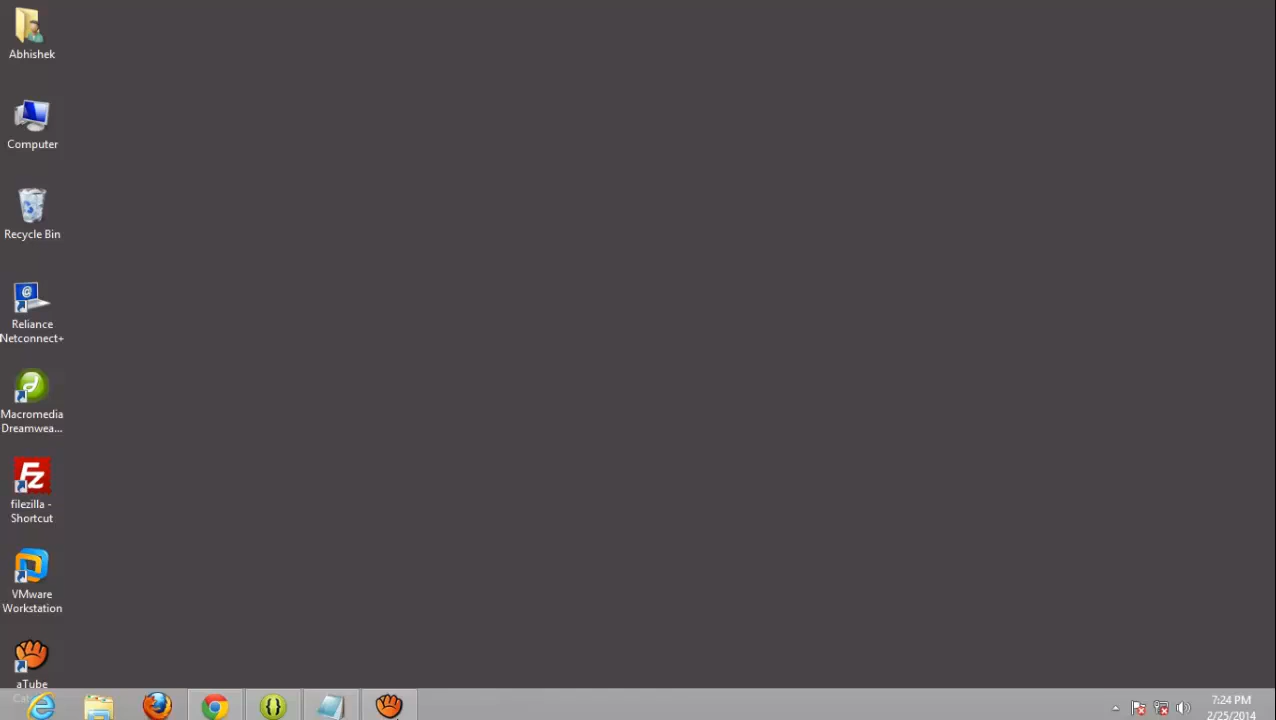 Abhishek
Computer
Recycle Bin
@
Reliance
Netconnect+
Macromedia
Dreamwea...
Fz
filezilla -
Shortcut
VMware
Workstation
aTube
{}
7:24 PM
2/25/2014